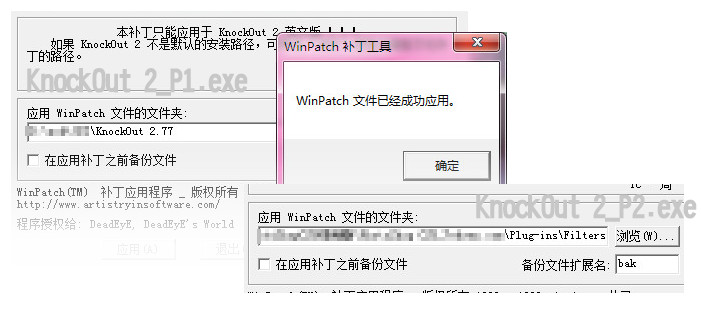 本补丁只能应用于 KnockOut 2 英文版！！！
如果 KnockOut 2 不是默认的安装路径，可
丁的路径。
KnockOut 2_P1.exe
应用 WinPatch 文件的文件夹:
\KnockOut 2.77
在应用补丁之前备份文件
WinPatch(TM) 补丁应用程序 _ 版权所有
http://www.artistryinsoftware.com/
程序授权给: DeadEyE, DeadEyE's World
应用(A)
退出
WinPatch 补丁工具
WinPatch 文件已经成功应用。
确定
KnockOut 2_P2.exe
应用 WinPatch 文件的文件夹:
\Plug-ins\Filters
浏览(W)...
在应用补丁之前备份文件
备份文件扩展名:
bak